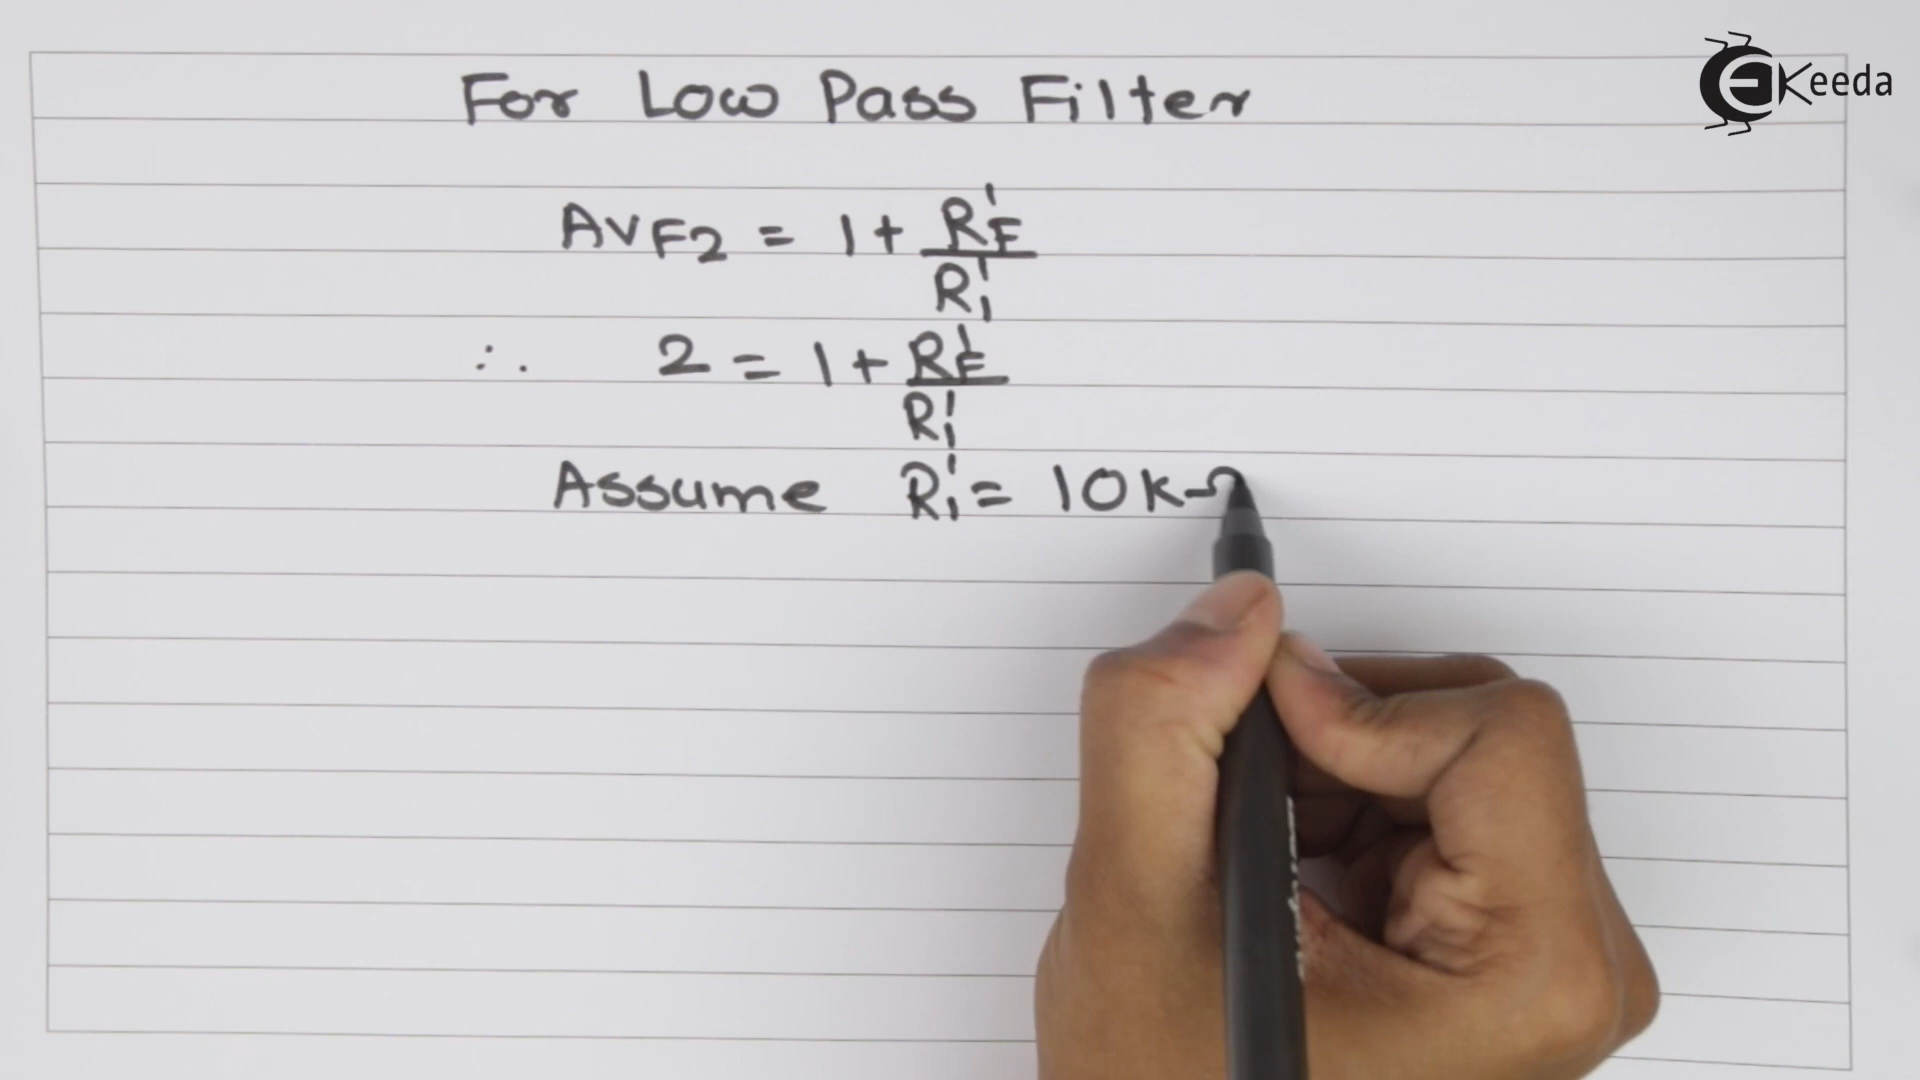 For Low Pass Filter
Keeda
AVF2 = 1 + R'F / R'1
∴ 2 = 1 + R'F / R'1
Assume R'1 = 10kΩ